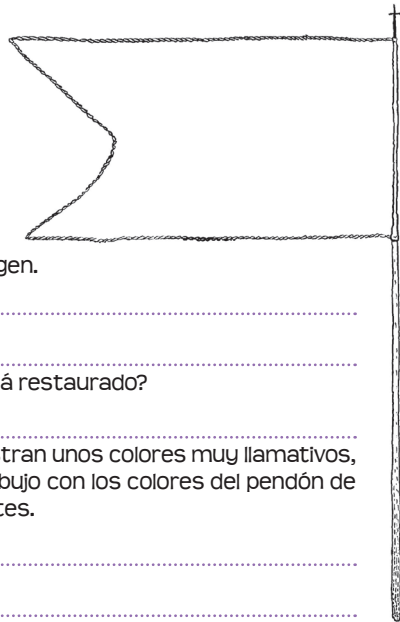 gen.
á restaurado?
tran unos colores muy llamativos,
bujo con los colores del pendón de
tes.